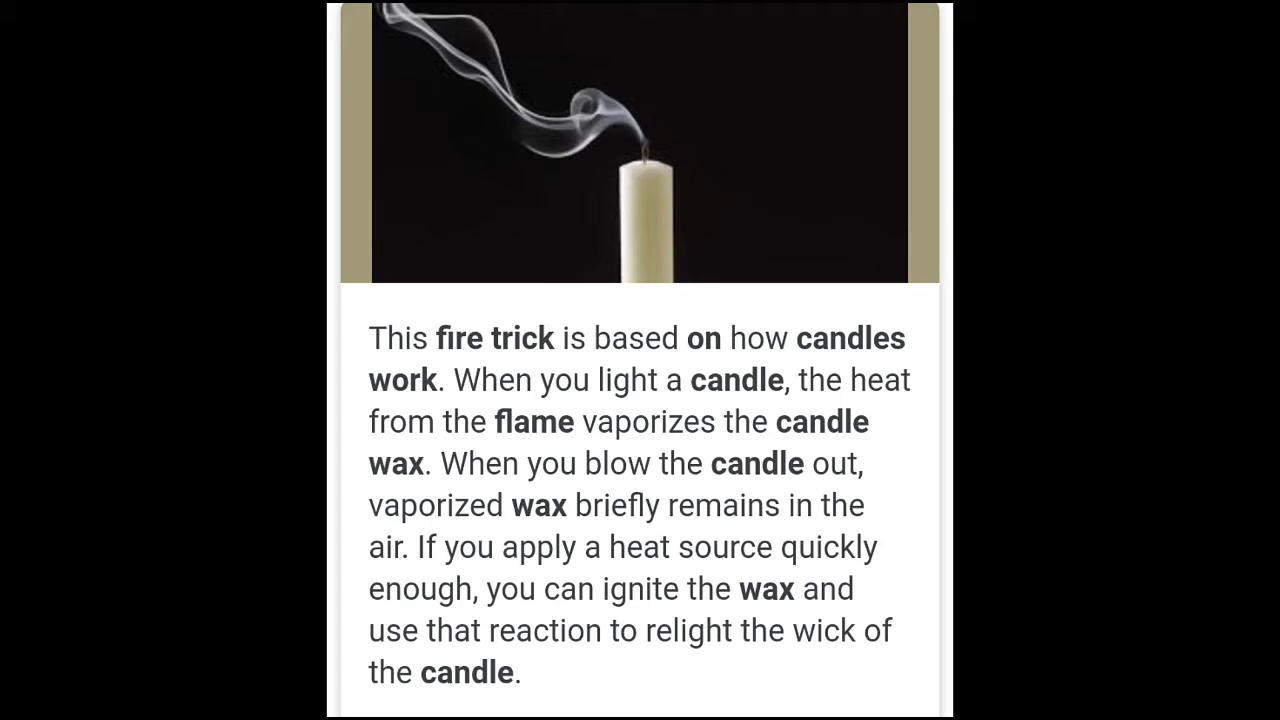 This fire trick is based on how candles
work. When you light a candle, the heat
from the flame vaporizes the candle
wax. When you blow the candle out,
vaporized wax briefly remains in the
air. If you apply a heat source quickly
enough, you can ignite the wax and
use that reaction to relight the wick of
the candle.